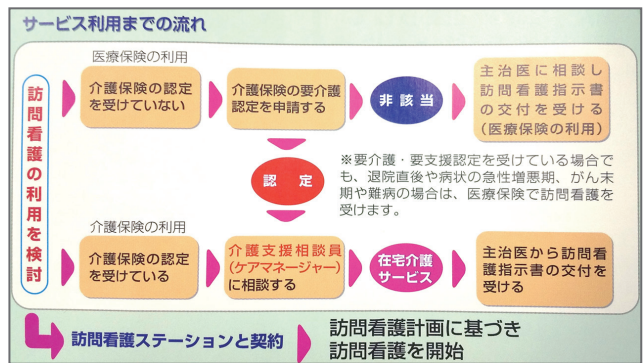 サービス利用までの流れ
訪問看護の利用を検討
医療保険の利用
介護保険の認定
を受けていない
介護保険の要介護
認定を申請する
非該当
主治医に相談し
訪問看護指示書
の交付を受ける
(医療保険の利用)
認定
※要介護・要支援認定を受けている場合で
も、退院直後や病状の急性増悪期、がん末
期や難病の場合は、医療保険で訪問看護を
受けます。
介護保険の利用
介護保険の認定
を受けている
介護支援相談員
(ケアマネージャー)
に相談する
在宅介護
サービス
主治医から訪問看
護指示書の交付を
受ける
訪問看護ステーションと契約
訪問看護計画に基づき
訪問看護を開始